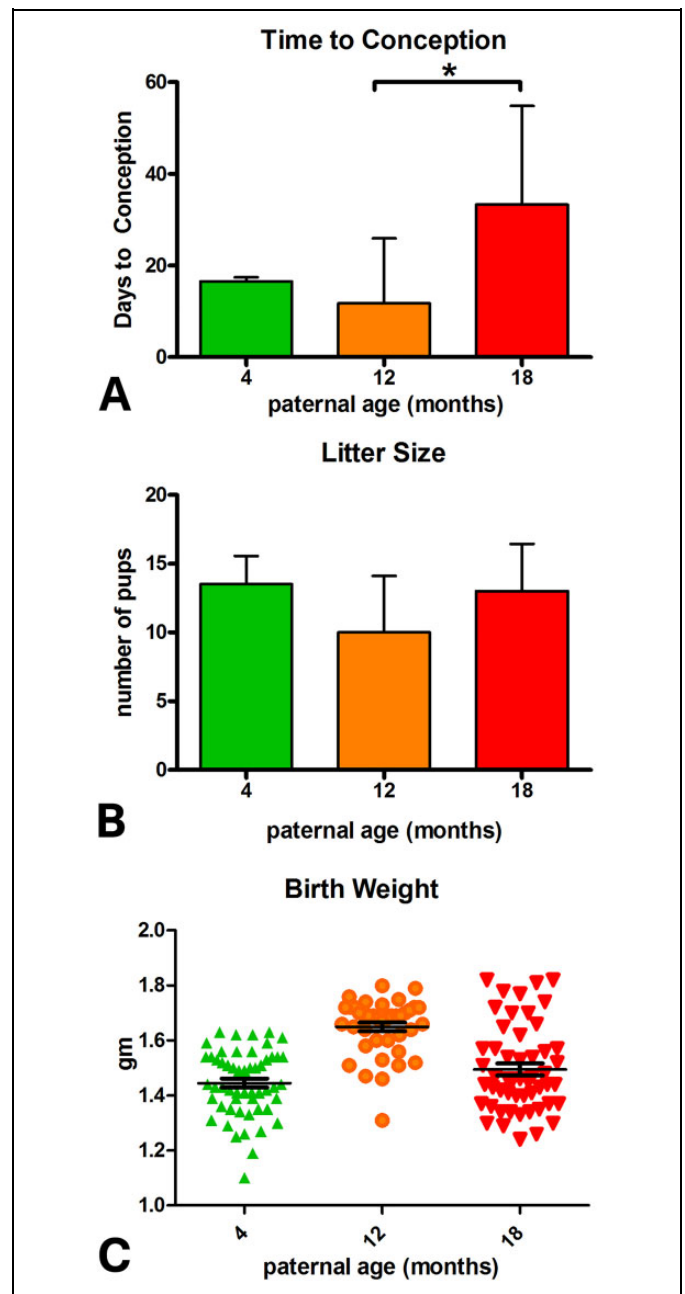 Time to Conception
*
60
40
20
0
Days to Conception
4 12 18
paternal age (months)
A
Litter Size
20
15
10
5
0
number of pups
4 12 18
paternal age (months)
B
Birth Weight
2.0
1.8
1.6
1.4
1.2
1.0
gm
4 12 18
paternal age (months)
C